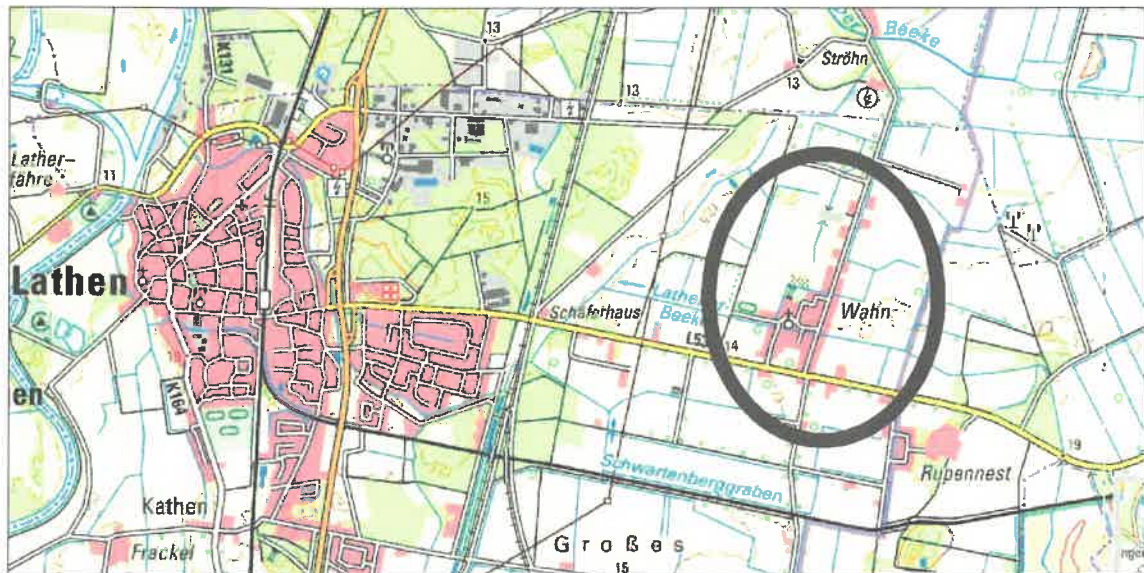 13
Beeke
Ströhn
13
13
K131
Lather-
fähre
11
15
Lathen
Schäferhaus
Lathener
Beeke
Wahn
L53
14
en
K164
19
Rupennest
Schwartenberggraben
Kathen
Frackel
Großes
15